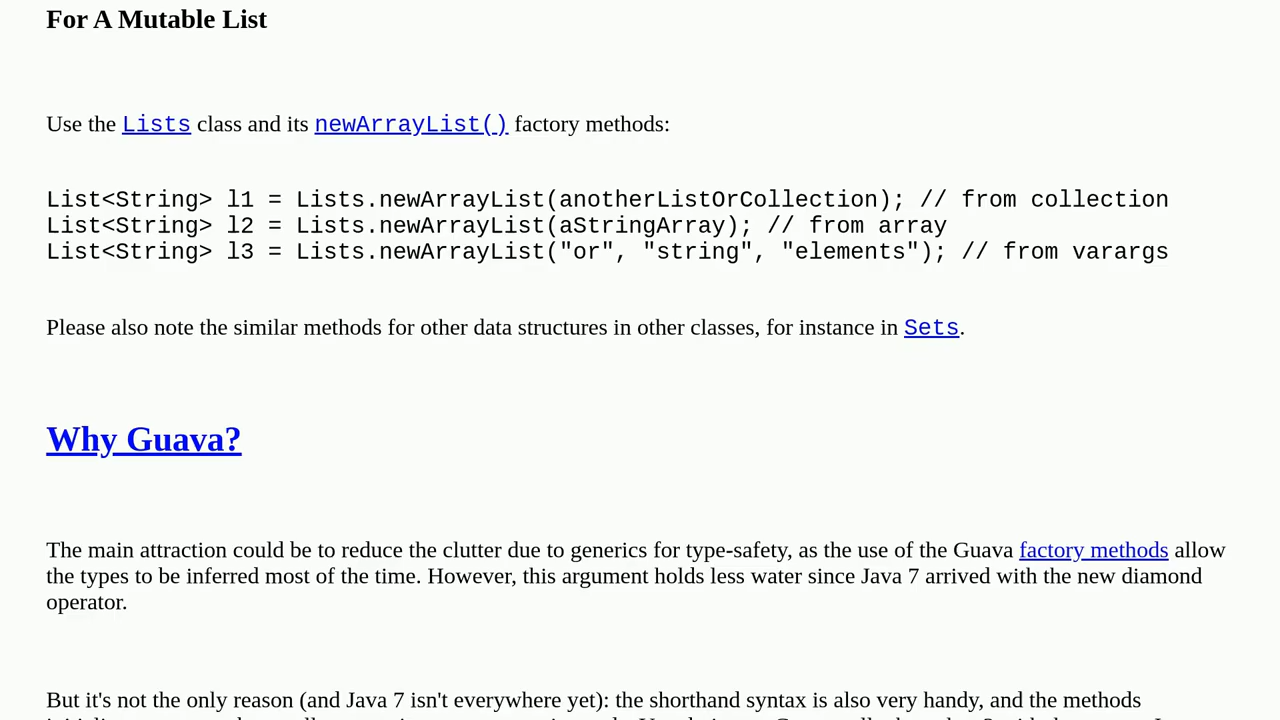 For A Mutable List
Use the Lists class and its newArrayList() factory methods:
List<String> l1 = Lists.newArrayList(anotherListOrCollection); // from collection
List<String> l2 = Lists.newArrayList(aStringArray); // from array
List<String> l3 = Lists.newArrayList("or", "string", "elements"); // from varargs
Please also note the similar methods for other data structures in other classes, for instance in Sets.
Why Guava?
The main attraction could be to reduce the clutter due to generics for type-safety, as the use of the Guava factory methods allow
the types to be inferred most of the time. However, this argument holds less water since Java 7 arrived with the new diamond
operator.
But it's not the only reason (and Java 7 isn't everywhere yet): the shorthand syntax is also very handy, and the methods